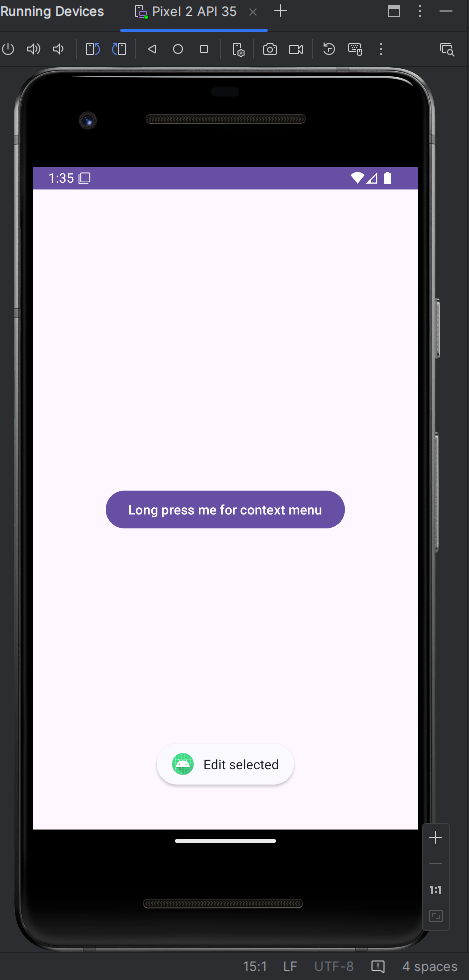 Running Devices
Pixel 2 API 35
1:35
Long press me for context menu
Edit selected
1:1
15:1 LF UTF-8 4 spaces